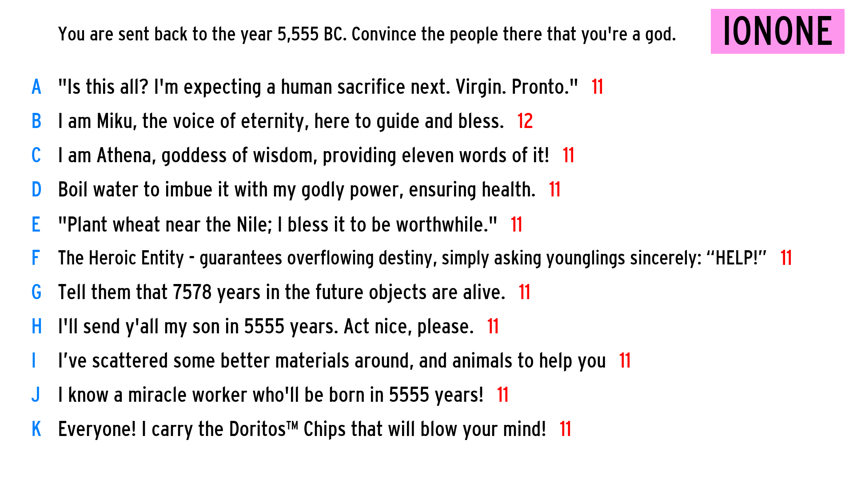 You are sent back to the year 5,555 BC. Convince the people there that you're a god.
IONONE
A "Is this all? I'm expecting a human sacrifice next. Virgin. Pronto." 11
B I am Miku, the voice of eternity, here to guide and bless. 12
C I am Athena, goddess of wisdom, providing eleven words of it! 11
D Boil water to imbue it with my godly power, ensuring health. 11
E "Plant wheat near the Nile; I bless it to be worthwhile." 11
F The Heroic Entity - guarantees overflowing destiny, simply asking younglings sincerely: “HELP!” 11
G Tell them that 7578 years in the future objects are alive. 11
H I'll send y'all my son in 5555 years. Act nice, please. 11
I I’ve scattered some better materials around, and animals to help you 11
J I know a miracle worker who'll be born in 5555 years! 11
K Everyone! I carry the Doritos™ Chips that will blow your mind! 11